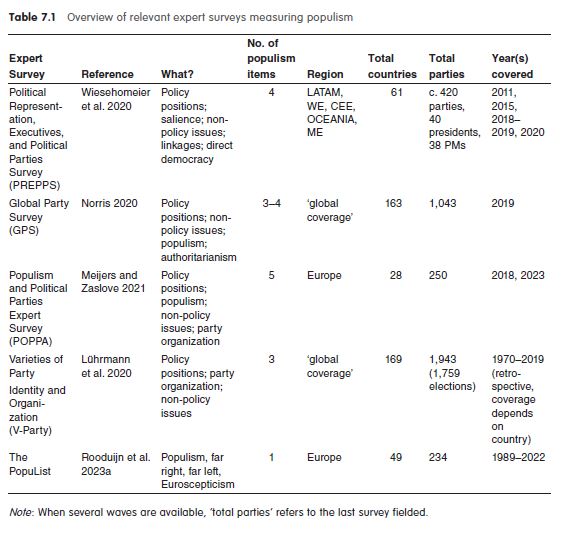 Table 7.1 Overview of relevant expert surveys measuring populism
No. of
Expert populism Total Total Year(s)
Survey Reference What? items Region countries parties covered
Political Wiesehomeier Policy 4 LATAM, 61 c. 420 2011,
Represent- et al. 2020 positions; WE, CEE, parties, 2015,
ation, salience; non- OCEANIA, 40 2018–
Executives, policy issues; ME presidents, 2019, 2020
and Political linkages; direct 38 PMs
Parties democracy
Survey
(PREPPS)
Global Party Norris 2020 Policy 3–4 ‘global 163 1,043 2019
Survey positions; non- coverage’
(GPS) policy issues;
populism;
authoritarianism
Populism Meijers and Policy 5 Europe 28 250 2018, 2023
and Political Zaslove 2021 positions;
Parties populism;
Expert non-policy
Survey issues; party
(POPPA) organization
Varieties of Lührmann Policy 3 ‘global 169 1,943 1970–2019
Party et al. 2020 positions; party coverage’ (1,759 (retro-
Identity and organization; elections) spective,
Organi- non-policy coverage
zation issues depends
(V-Party) on
country)
The Rooduijn et al. Populism, far 1 Europe 49 234 1989–2022
PopuList 2023a right, far left,
Euroscepticism
Note: When several waves are available, ‘total parties’ refers to the last survey fielded.